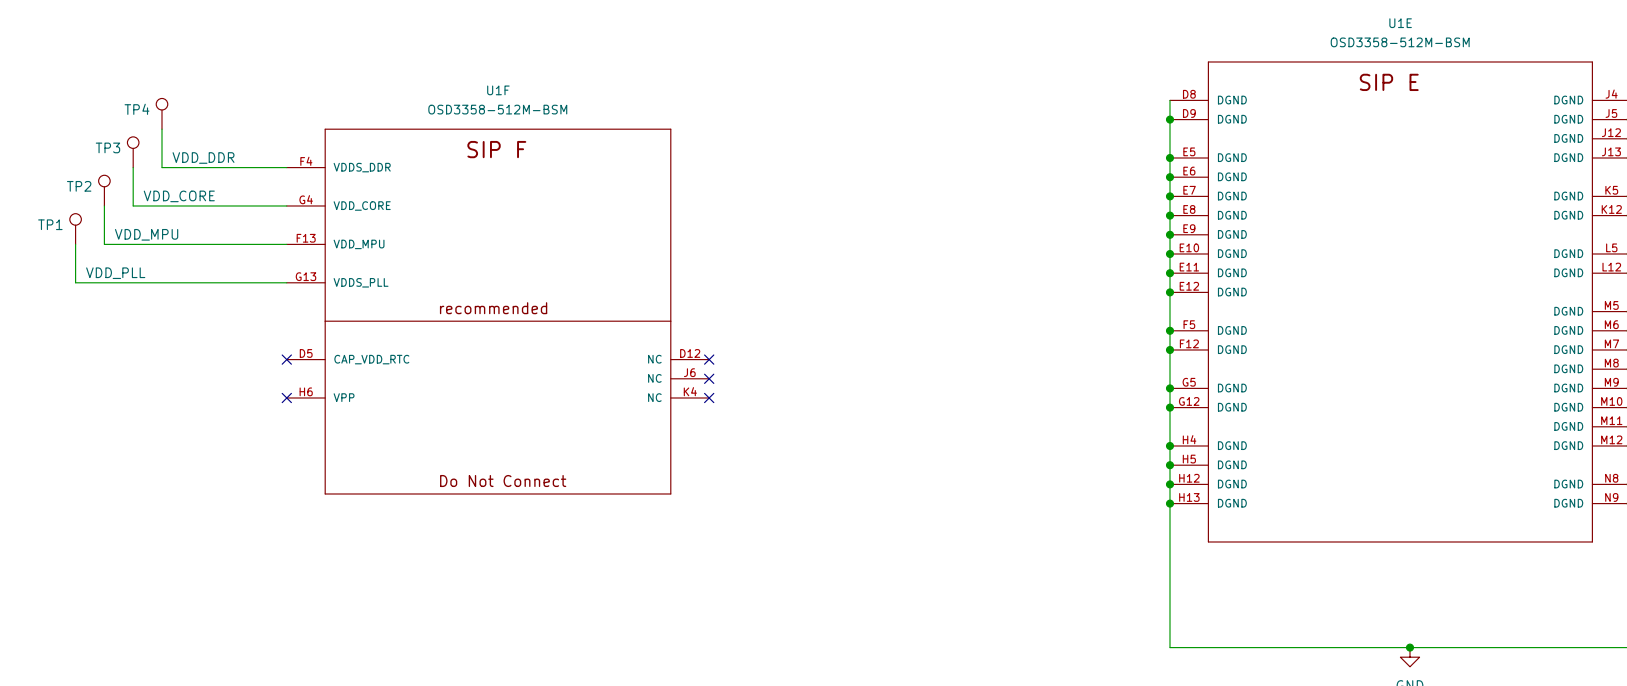 U1F
OSD3358-512M-BSM
SIP F
TP4
VDD_DDR
F4
VDDS_DDR
TP3
VDD_CORE
G4
VDD_CORE
TP2
VDD_MPU
F13
VDD_MPU
TP1
VDD_PLL
G13
VDDS_PLL
recommended
D5
CAP_VDD_RTC
NC
D12
NC
J6
H6
VPP
NC
K4
Do Not Connect
U1E
OSD3358-512M-BSM
SIP E
D8 DGND
D9 DGND
E5 DGND
E6 DGND
E7 DGND
E8 DGND
E9 DGND
E10 DGND
E11 DGND
E12 DGND
F5 DGND
F12 DGND
G5 DGND
G12 DGND
H4 DGND
H5 DGND
H12 DGND
H13 DGND
DGND J4
DGND J5
DGND J12
DGND J13
DGND K5
DGND K12
DGND L5
DGND L12
DGND M5
DGND M6
DGND M7
DGND M8
DGND M9
DGND M10
DGND M11
DGND M12
DGND N8
DGND N9
GND